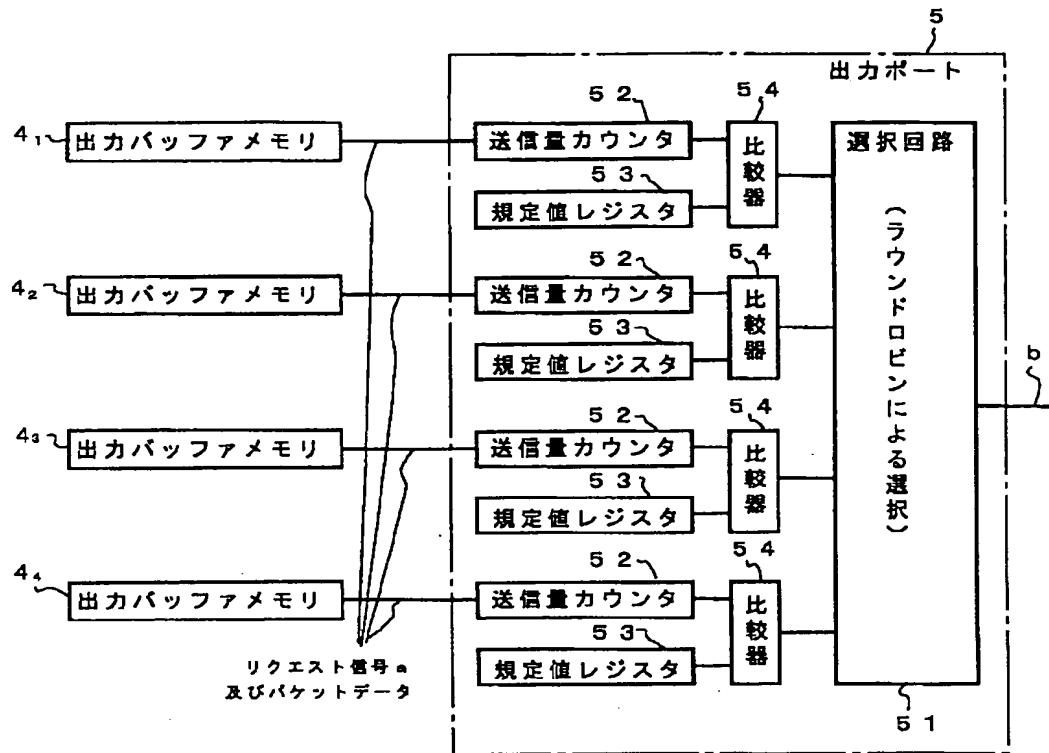 5
出力ポート
5 2
5 4
4₁
出力バッファメモリ
送信量カウンタ
比較器
選択回路
5 3
規定値レジスタ
(ラウンドロビンによる選択)
5 2
5 4
4₂
出力バッファメモリ
送信量カウンタ
比較器
5 3
規定値レジスタ
b
5 2
5 4
4₃
出力バッファメモリ
送信量カウンタ
比較器
5 3
規定値レジスタ
5 2
5 4
4₄
出力バッファメモリ
送信量カウンタ
比較器
5 3
規定値レジスタ
リクエスト信号a
及びパケットデータ
5 1